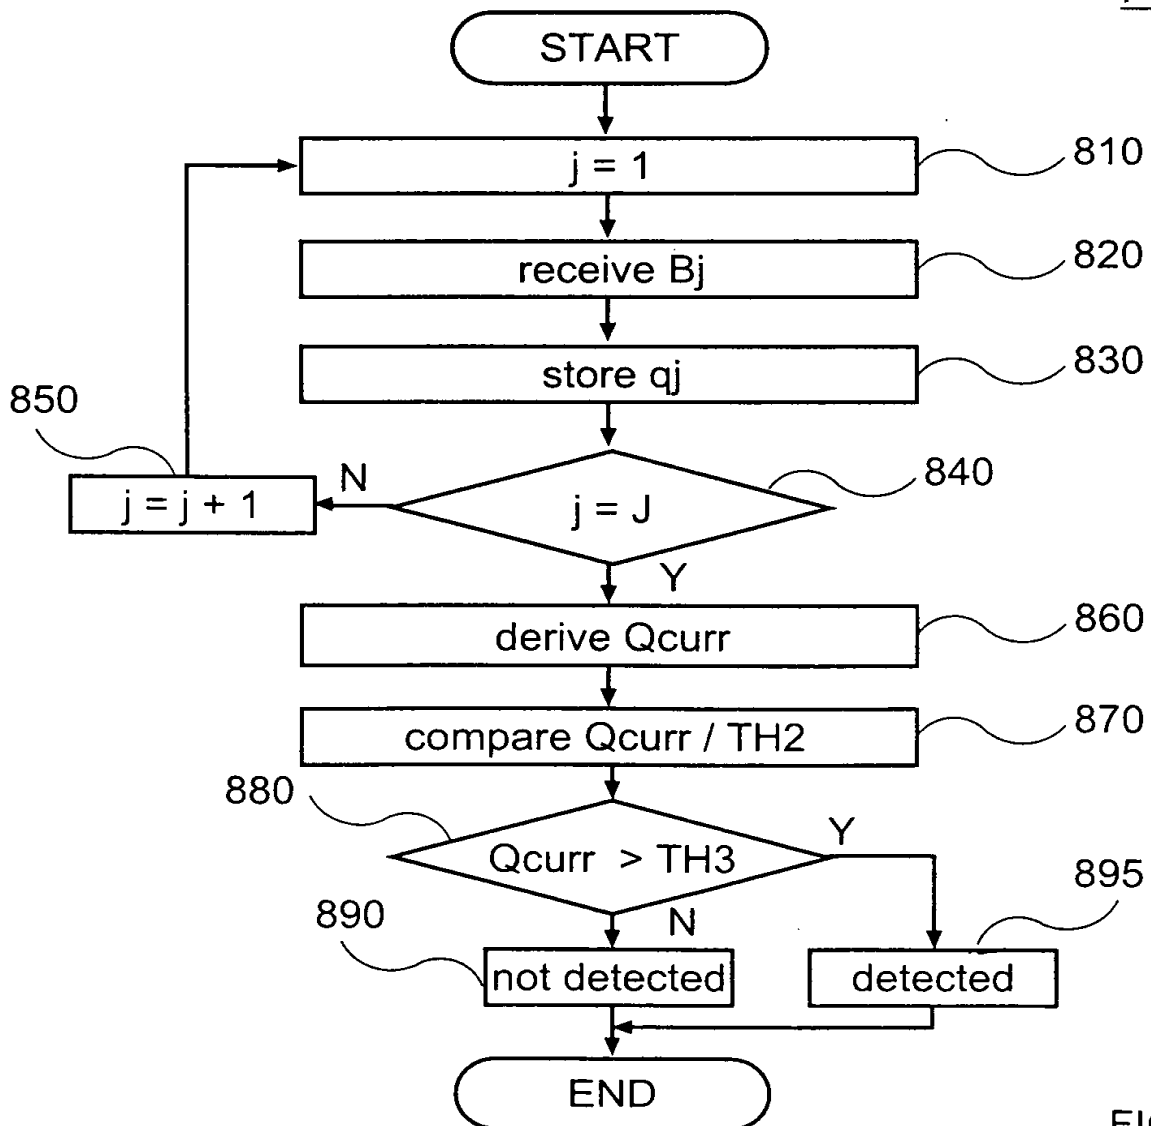 START
j = 1
810
receive Bj
820
store qj
830
850
j = j + 1
N
j = J
840
Y
derive Qcurr
860
compare Qcurr / TH2
870
880
Qcurr > TH3
Y
895
890
N
not detected
detected
END